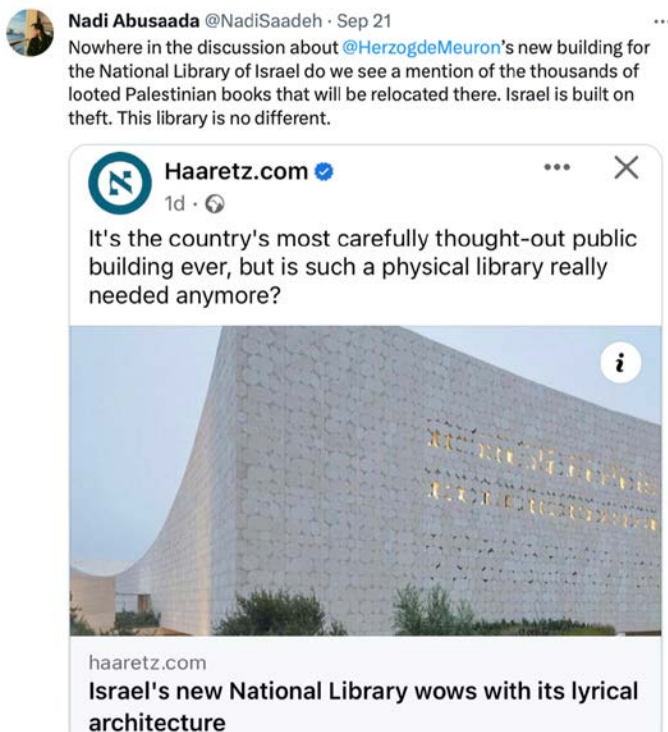 Nadi Abusaada @NadiSaadeh · Sep 21
Nowhere in the discussion about @HerzogdeMeuron's new building for
the National Library of Israel do we see a mention of the thousands of
looted Palestinian books that will be relocated there. Israel is built on
theft. This library is no different.
Haaretz.com
1d ·
It's the country's most carefully thought-out public
building ever, but is such a physical library really
needed anymore?
haaretz.com
Israel's new National Library wows with its lyrical
architecture